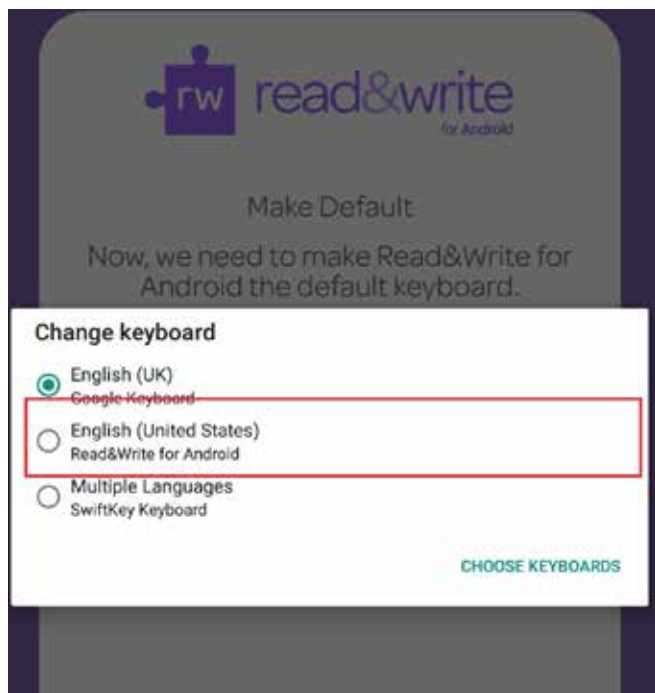 rw read&write
for Android
Make Default
Now, we need to make Read&Write for
Android the default keyboard.
Change keyboard
English (UK)
Google Keyboard
English (United States)
Read&Write for Android
Multiple Languages
SwiftKey Keyboard
CHOOSE KEYBOARDS